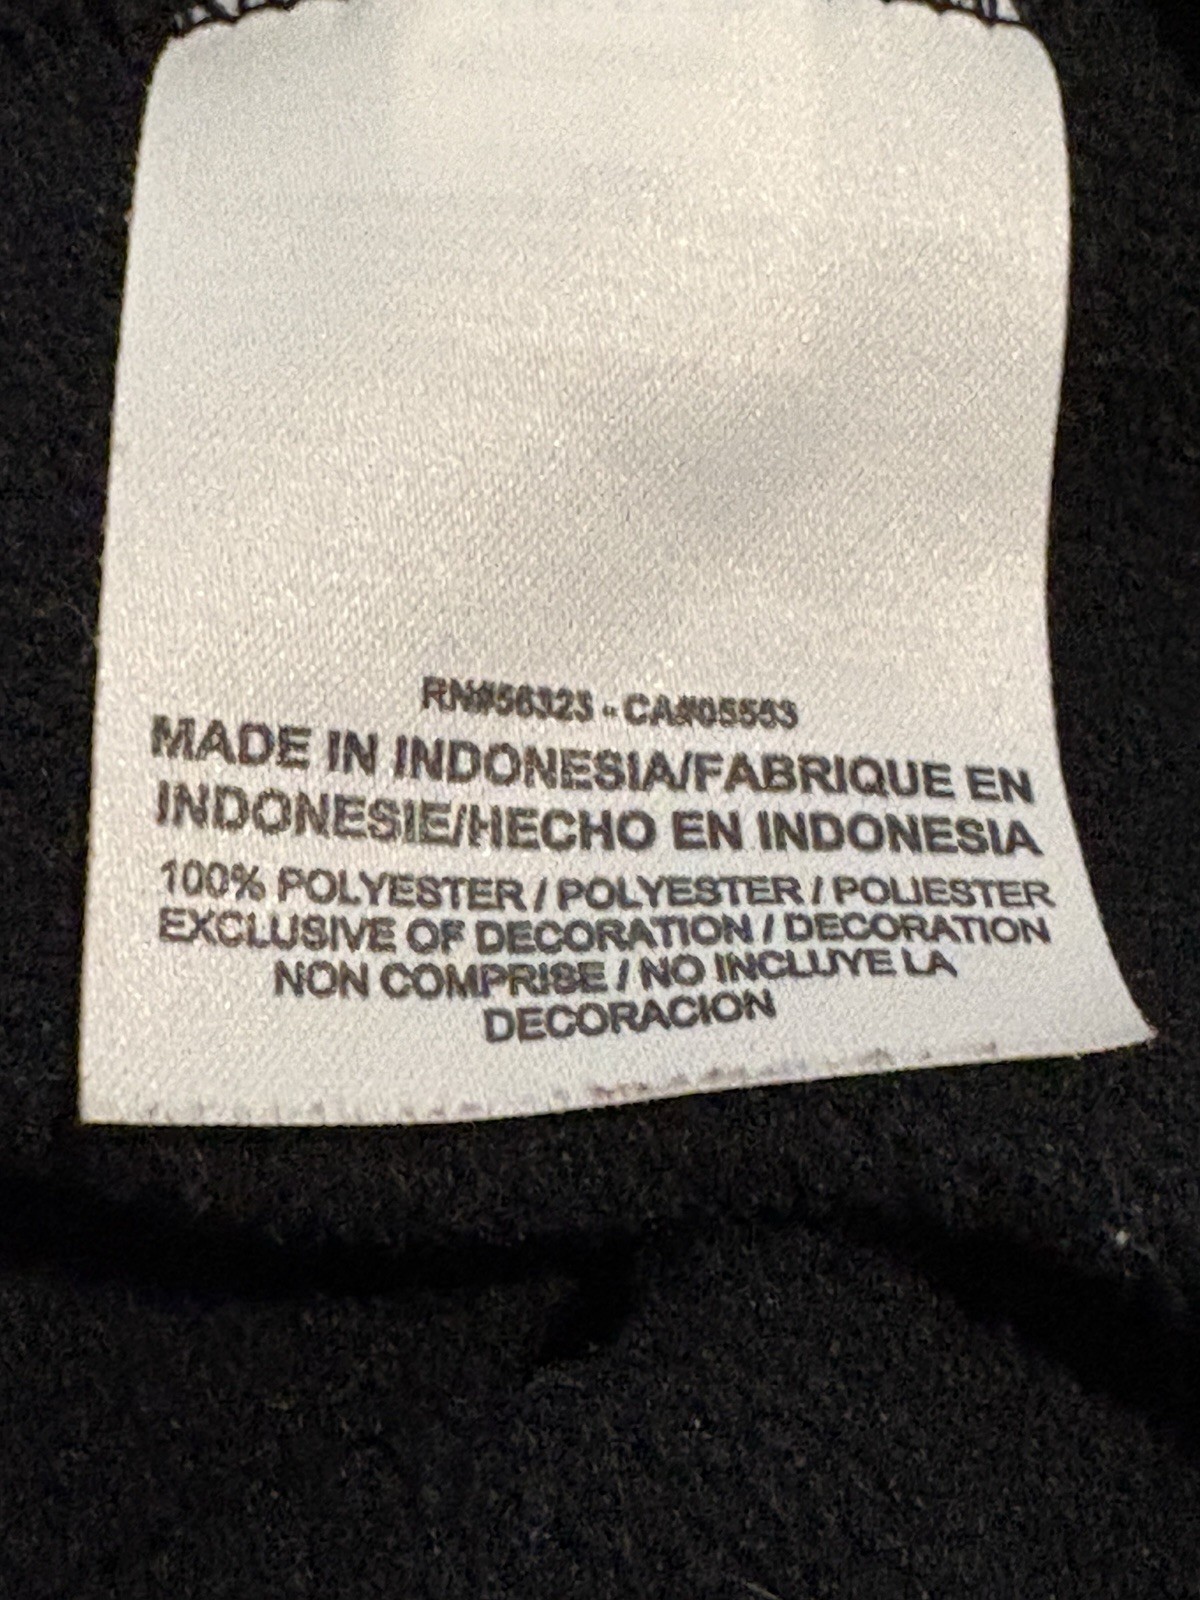 RN#56323 - CA#05553
MADE IN INDONESIA/FABRIQUE EN
INDONESIE/HECHO EN INDONESIA
100% POLYESTER / POLYESTER / POLIESTER
EXCLUSIVE OF DECORATION / DECORATION
NON COMPRISE / NO INCLUYE LA
DECORACION